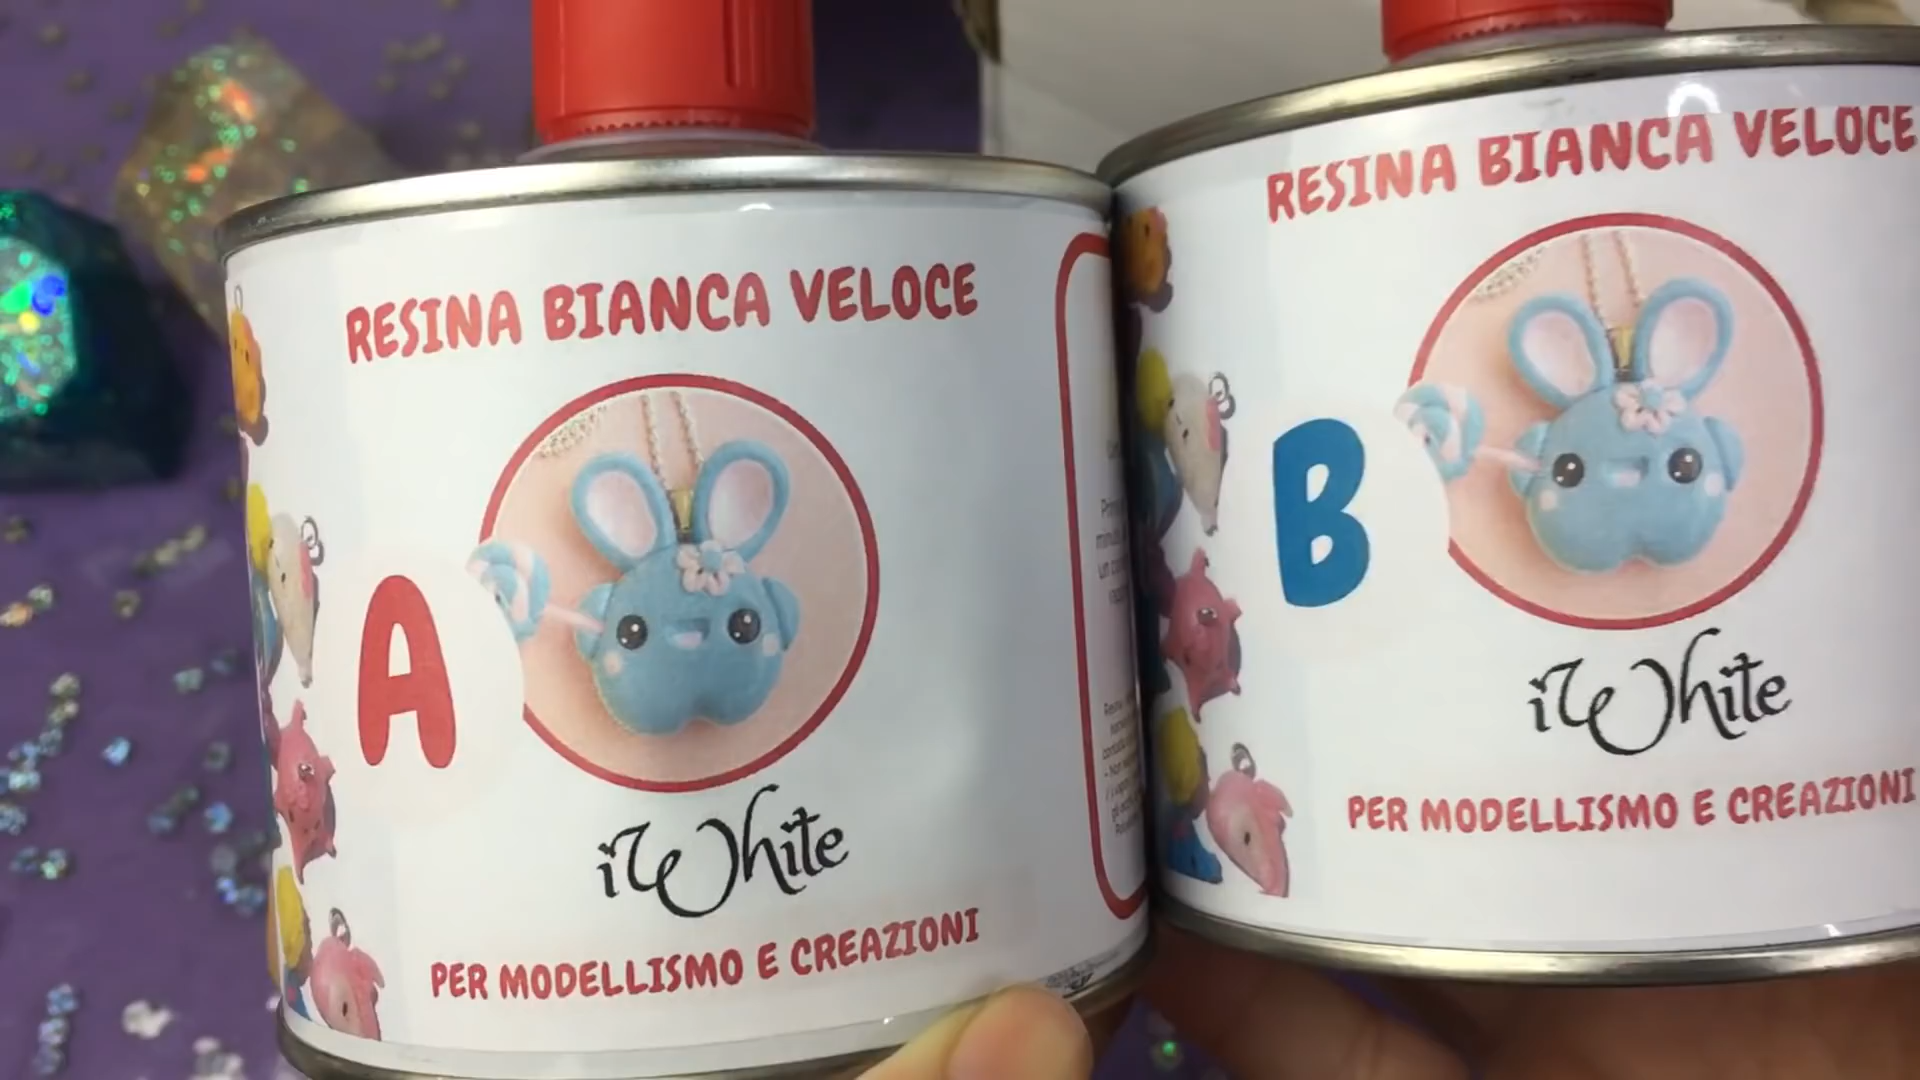 RESINA BIANCA VELOCE
A
iWhite
PER MODELLISMO E CREAZIONI
RESINA BIANCA VELOCE
B
iWhite
PER MODELLISMO E CREAZIONI